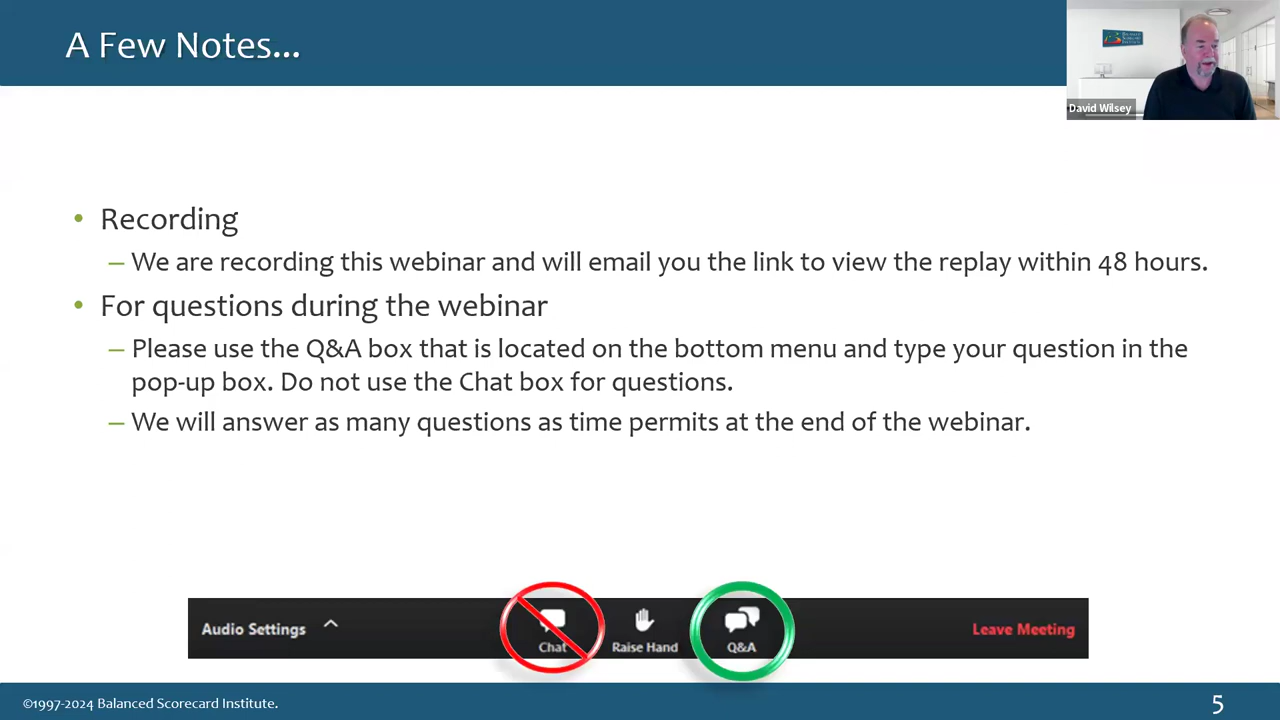 A Few Notes...
David Wilsey
• Recording
– We are recording this webinar and will email you the link to view the replay within 48 hours.
• For questions during the webinar
– Please use the Q&A box that is located on the bottom menu and type your question in the
pop-up box. Do not use the Chat box for questions.
– We will answer as many questions as time permits at the end of the webinar.
Audio Settings
Chat
Raise Hand
Q&A
Leave Meeting
©1997-2024 Balanced Scorecard Institute.
5